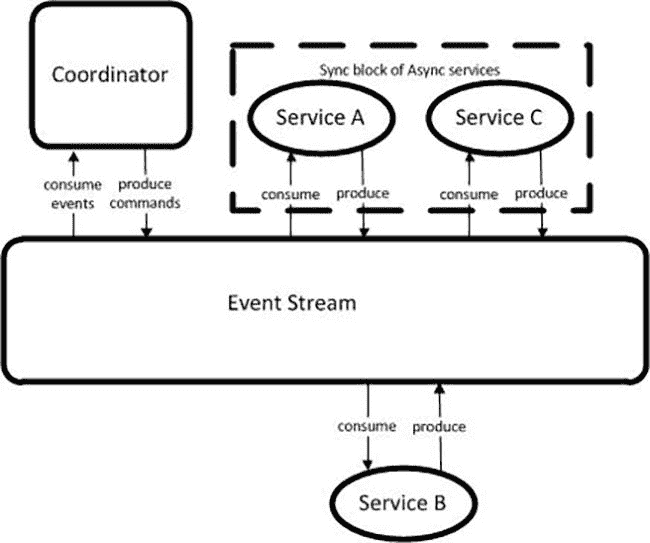 Coordinator
Sync block of Async services
Service A
Service C
consume
events
produce
commands
consume
produce
consume
produce
Event Stream
consume
produce
Service B